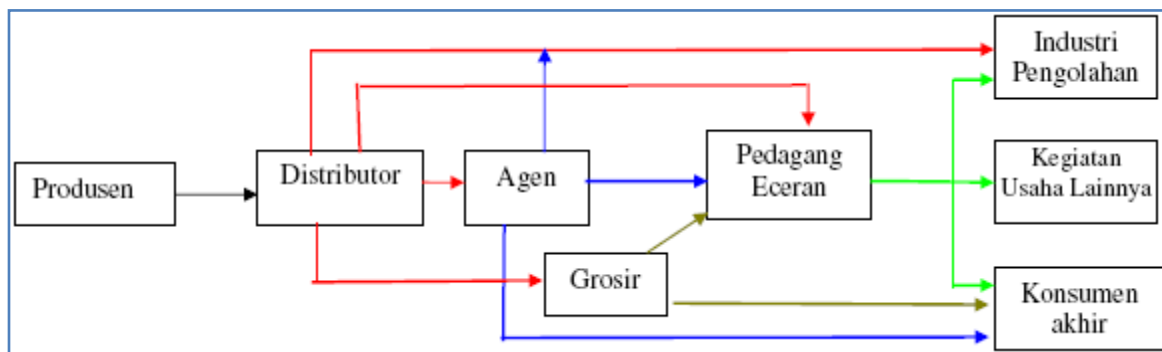 Produsen
Distributor
Agen
Grosir
Pedagang
Eceran
Industri
Pengolahan
Kegiatan
Usaha Lainnya
Konsumen
akhir